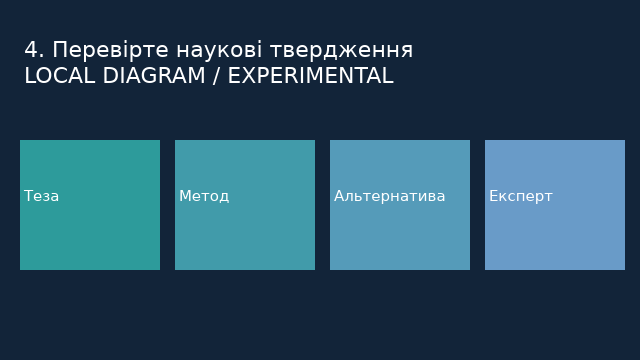 4. Перевірте наукові твердження
LOCAL DIAGRAM / EXPERIMENTAL
Теза
Метод
Альтернатива
Експерт